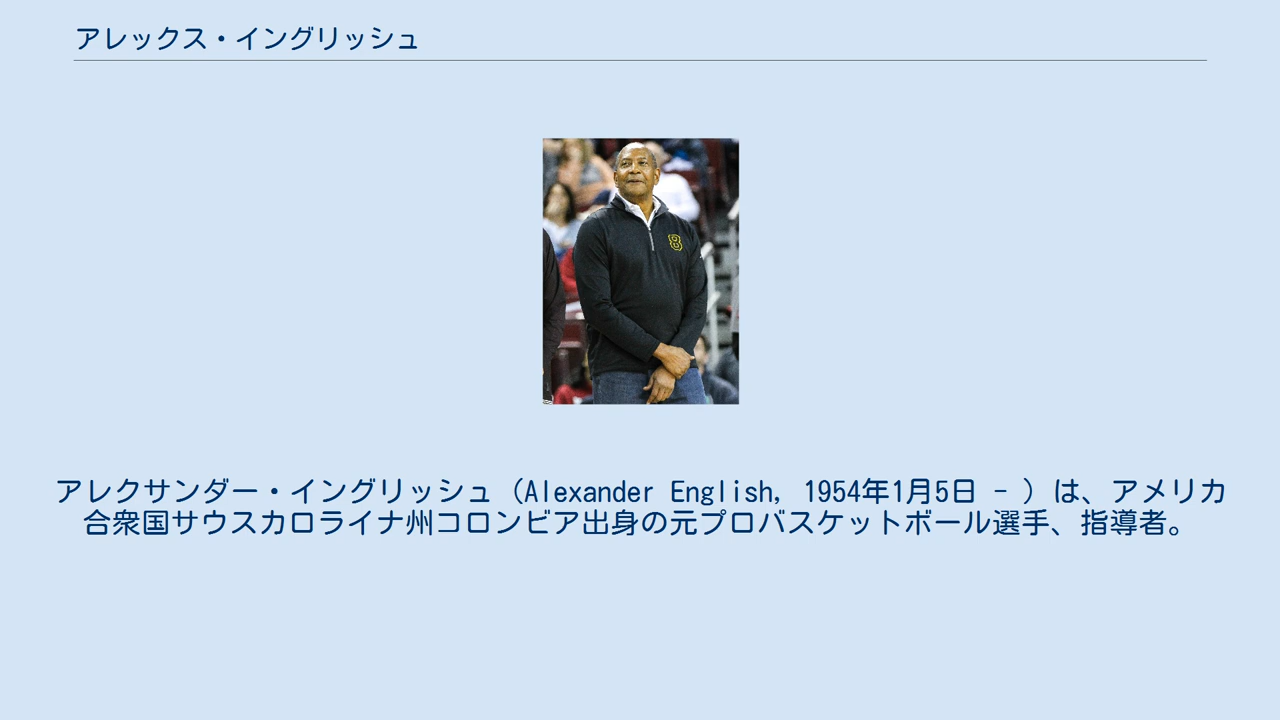 アレックス・イングリッシュ
8
アレクサンダー・イングリッシュ（Alexander English, 1954年1月5日 - ）は、アメリカ
合衆国サウスカロライナ州コロンビア出身の元プロバスケットボール選手、指導者。